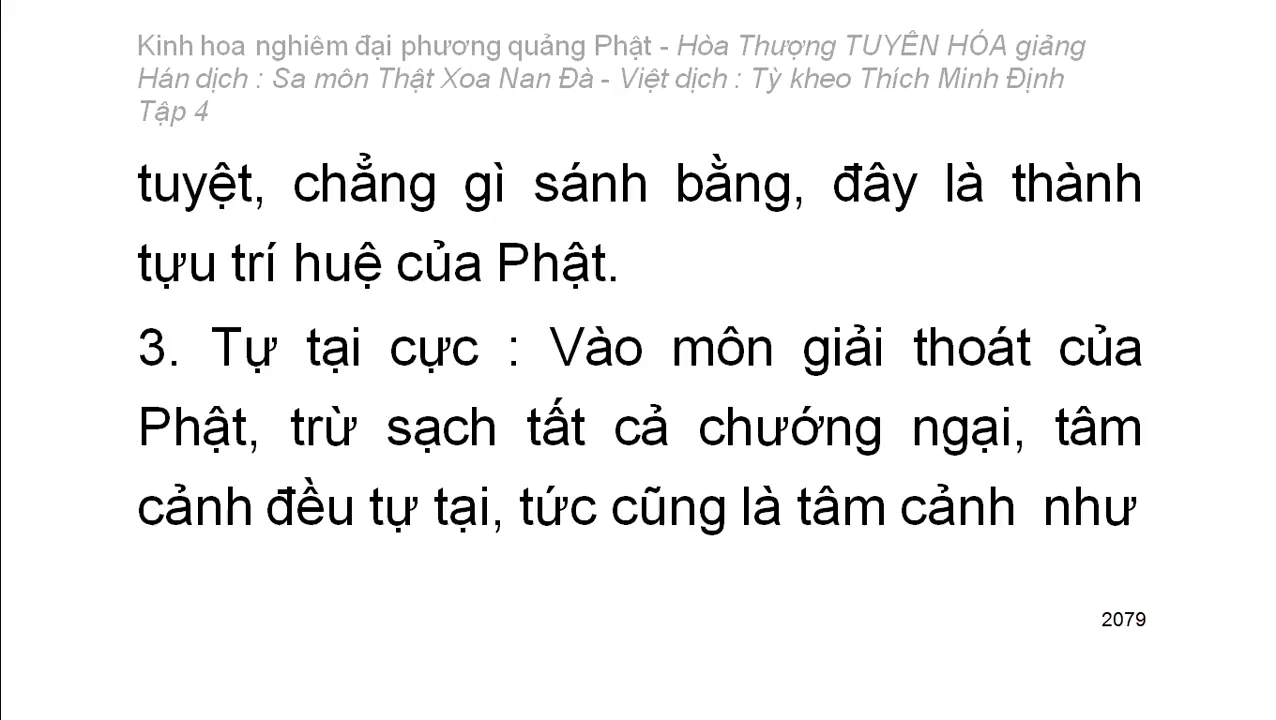 Kinh hoa nghiêm đại phương quảng Phật - Hòa Thượng TUYÊN HÓA giảng
Hán dịch : Sa môn Thật Xoa Nan Đà - Việt dịch : Tỳ kheo Thích Minh Định
Tập 4
tuyệt, chẳng gì sánh bằng, đây là thành
tựu trí huệ của Phật.
3. Tự tại cực : Vào môn giải thoát của
Phật, trừ sạch tất cả chướng ngại, tâm
cảnh đều tự tại, tức cũng là tâm cảnh như
2079